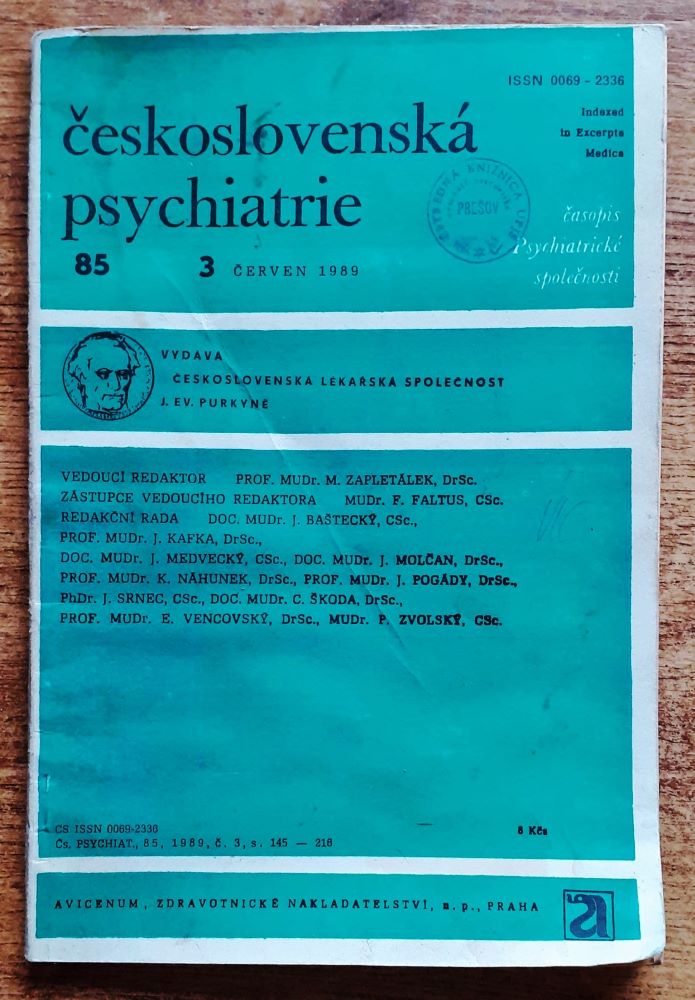 ISSN 0069 - 2336
Indexed
in Excerpta
Medica
československá
psychiatrie
85 3 ČERVEN 1989
KNIŽNICA
PREŠOV
časopis
Psychiatrické
společnosti
VYDÁVÁ
ČESKOSLOVENSKÁ LÉKAŘSKÁ SPOLEČNOST
J. EV. PURKYNĚ
VEDOUCÍ REDAKTOR PROF. MUDr. M. ZAPLETÁLEK, DrSc.
ZÁSTUPCE VEDOUCÍHO REDAKTORA MUDr. F. FALTUS, CSc.
REDAKČNÍ RADA DOC. MUDr. J. BAŠTECKÝ, CSc.,
PROF. MUDr. J. KAFKA, DrSc.,
DOC. MUDr. J. MEDVECKÝ, CSc., DOC. MUDr. J. MOLČAN, DrSc.,
PROF. MUDr. K. NÁHUNEK, DrSc., PROF. MUDr. J. POGÁDY, DrSc.,
PhDr. J. SRNEC, CSc., DOC. MUDr. C. ŠKODA, DrSc.,
PROF. MUDr. E. VENCOVSKÝ, DrSc., MUDr. P. ZVOLSKÝ, CSc.
CS ISSN 0069-2336
Čs. PSYCHIAT., 85, 1989, č. 3, s. 145 — 216
8 Kčs
AVICENUM, ZDRAVOTNICKÉ NAKLADATELSTVÍ, n. p., PRAHA